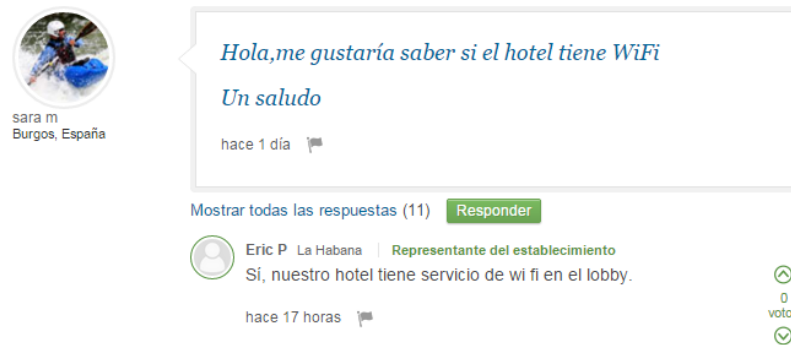 Hola,me gustaría saber si el hotel tiene WiFi
Un saludo
sara m
Burgos, España
hace 1 día
Mostrar todas las respuestas (11) Responder
Eric P La Habana Representante del establecimiento
Sí, nuestro hotel tiene servicio de wi fi en el lobby.
hace 17 horas
0
voto